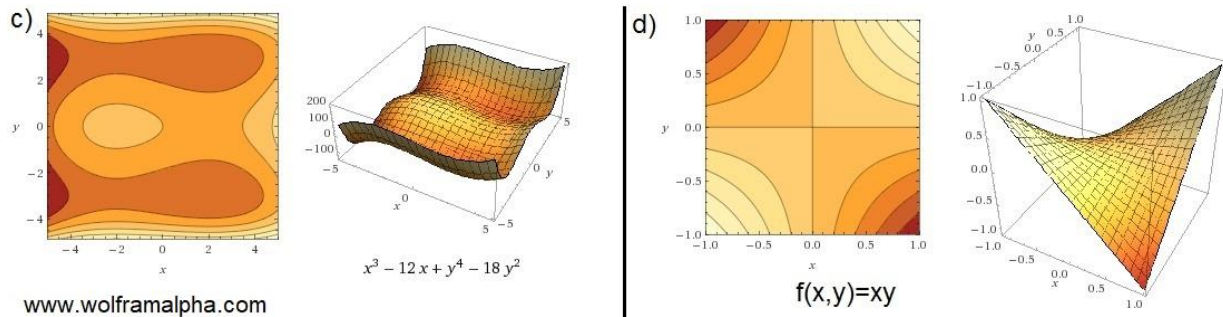 c)
4
2
y 0
−2
−4
−4 −2 0 2 4
x
200
100
0
−100
−5
0
x
5
−5
0
y
5
x³ − 12 x + y⁴ − 18 y²
www.wolframalpha.com
d)
1.0
0.5
y 0.0
−0.5
−1.0
−1.0 −0.5 0.0 0.5 1.0
x
f(x,y)=xy
1.0
y 0.5
0.0
−0.5
−1.0
1.0
0.5
0.0
−0.5
−1.0
−1.0
−0.5
0.0
x 0.5
1.0